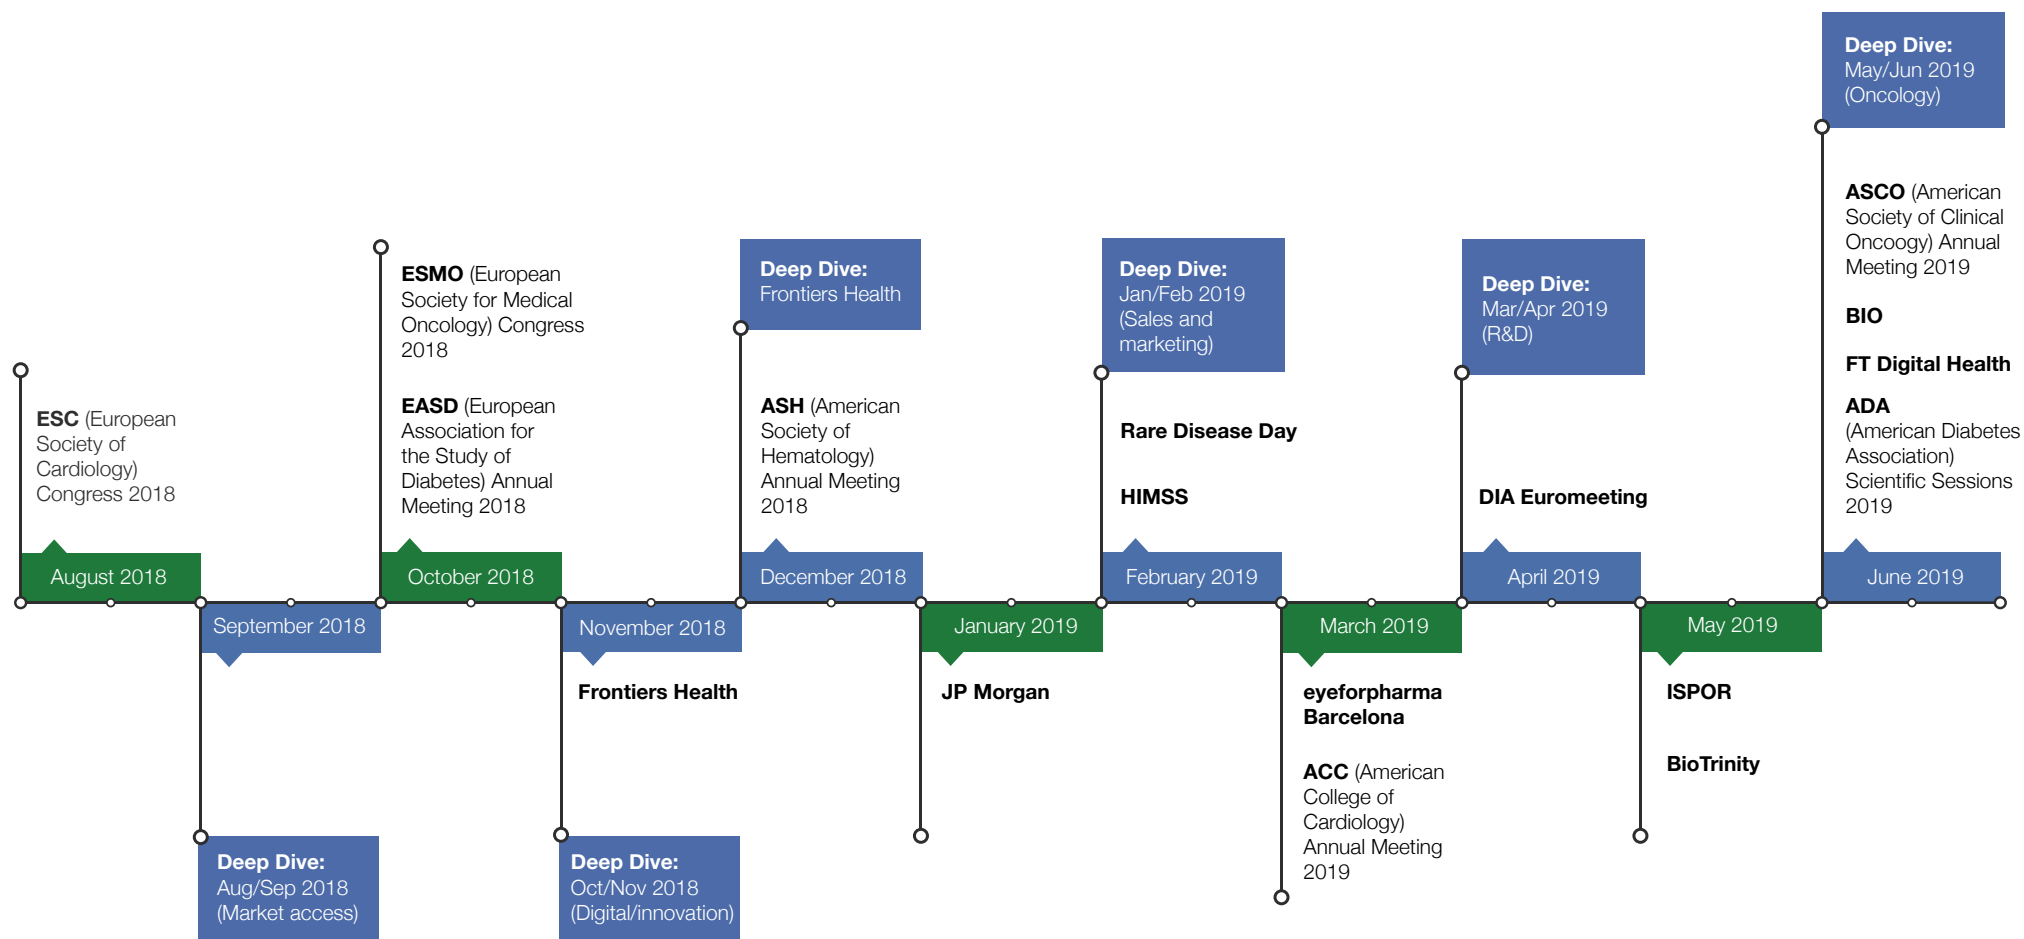 Deep Dive:
May/Jun 2019
(Oncology)
ASCO (American
Society of Clinical
Oncoogy) Annual
Meeting 2019
BIO
FT Digital Health
ADA
(American Diabetes
Association)
Scientific Sessions
2019
ESMO (European
Society for Medical
Oncology) Congress
2018
EASD (European
Association for
the Study of
Diabetes) Annual
Meeting 2018
Deep Dive:
Frontiers Health
ASH (American
Society of
Hematology)
Annual Meeting
2018
Deep Dive:
Jan/Feb 2019
(Sales and
marketing)
Rare Disease Day
HIMSS
Deep Dive:
Mar/Apr 2019
(R&D)
DIA Euromeeting
ESC (European
Society of
Cardiology)
Congress 2018
August 2018
October 2018
December 2018
February 2019
April 2019
June 2019
September 2018
November 2018
January 2019
March 2019
May 2019
Frontiers Health
JP Morgan
eyeforpharma
Barcelona
ACC (American
College of
Cardiology)
Annual Meeting
2019
ISPOR
BioTrinity
Deep Dive:
Aug/Sep 2018
(Market access)
Deep Dive:
Oct/Nov 2018
(Digital/innovation)